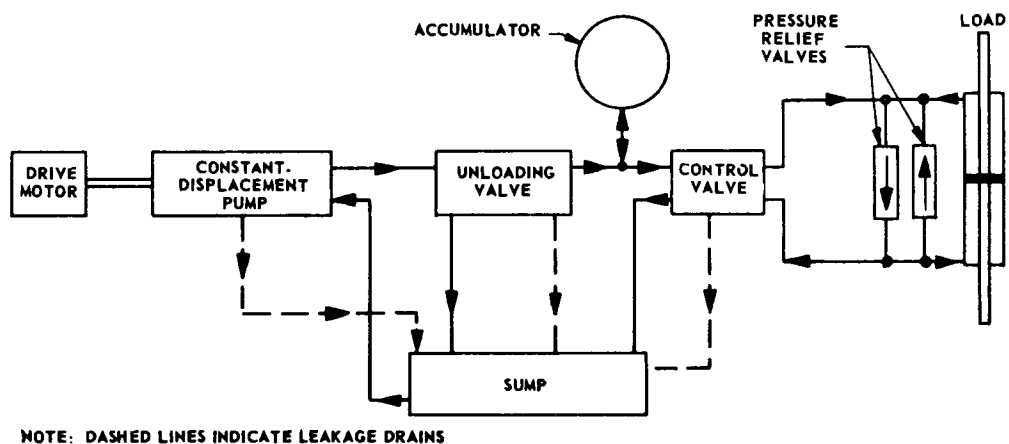 ACCUMULATOR
PRESSURE
RELIEF
VALVES
LOAD
DRIVE
MOTOR
CONSTANT-
DISPLACEMENT
PUMP
UNLOADING
VALVE
CONTROL
VALVE
SUMP
NOTE: DASHED LINES INDICATE LEAKAGE DRAINS